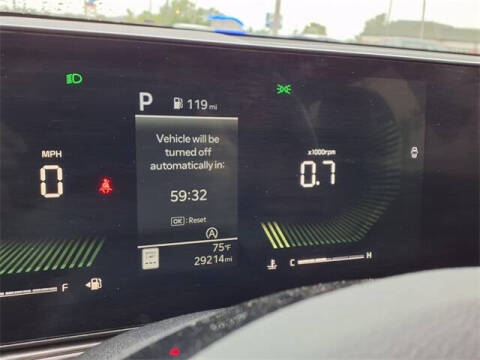 P 119 mi
Vehicle will be
turned off
automatically in:
59:32
OK : Reset
MPH
0
x1000rpm
0.7
A
75°F
29214 mi
F
C H